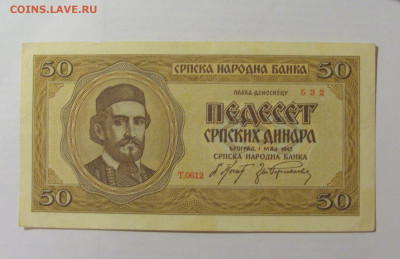 COINS.LAVE.RU
50 СРПСКА НАРОДНА БАНКА 50
ПЛАЋА ДОНОСИОЦУ 532
ПЕДЕСЕТ
СРПСКИХ ДИНАРА
БЕОГРАД, 1 МАЈ 1942
СРПСКА НАРОДНА БАНКА
Т.0612
50 50